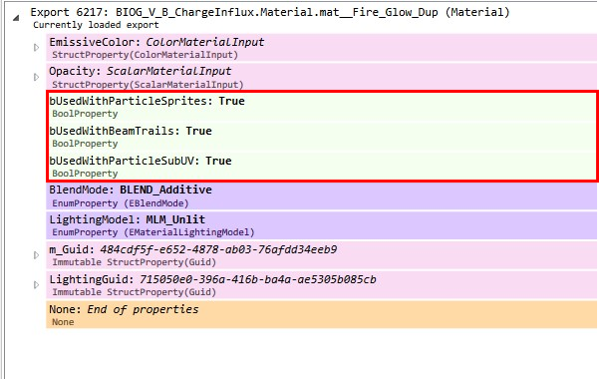 Export 6217: BIOG_V_B_ChargeInflux.Material.mat__Fire_Glow_Dup (Material)
Currently loaded export
EmissiveColor: ColorMaterialInput
StructProperty(ColorMaterialInput)
Opacity: ScalarMaterialInput
StructProperty(ScalarMaterialInput)
bUsedWithParticleSprites: True
BoolProperty
bUsedWithBeamTrails: True
BoolProperty
bUsedWithParticleSubUV: True
BoolProperty
BlendMode: BLEND_Additive
EnumProperty (EBlendMode)
LightingModel: MLM_Unlit
EnumProperty (EMaterialLightingModel)
m_Guid: 484cdf5f-e652-4878-ab03-76afdd34eeb9
Immutable StructProperty(Guid)
LightingGuid: 715050e0-396a-416b-ba4a-ae5305b085cb
Immutable StructProperty(Guid)
None: End of properties
None